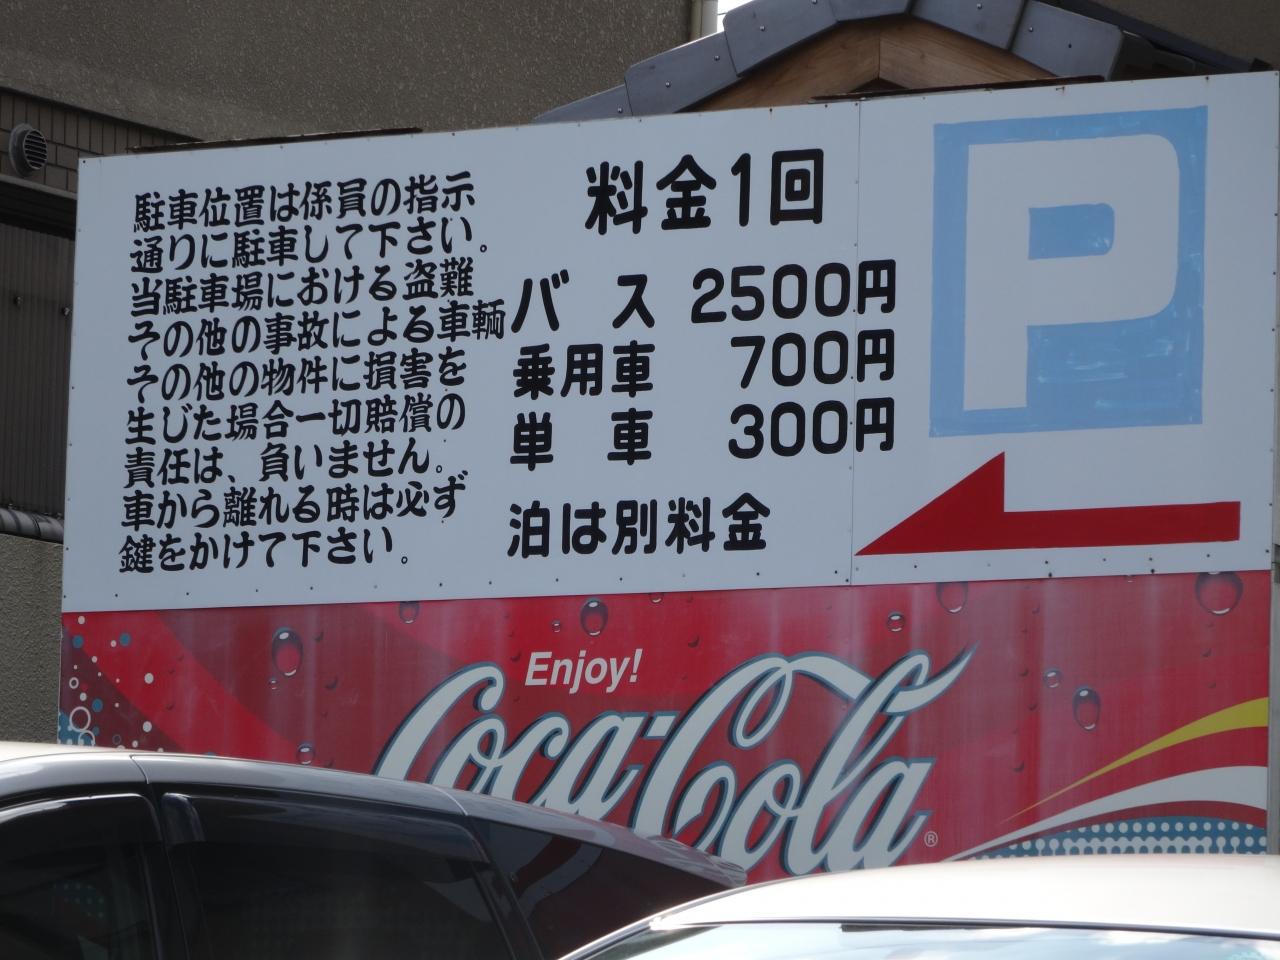 駐車位置は係員の指示
通りに駐車して下さい。
当駐車場における盗難
その他の事故による車輌
その他の物件に損害を
生じた場合一切賠償の
責任は、負いません。
車から離れる時は必ず
鍵をかけて下さい。
料金1回
バス 2500円
乗用車 700円
単車 300円
泊は別料金
P
Enjoy!
Coca-Cola®